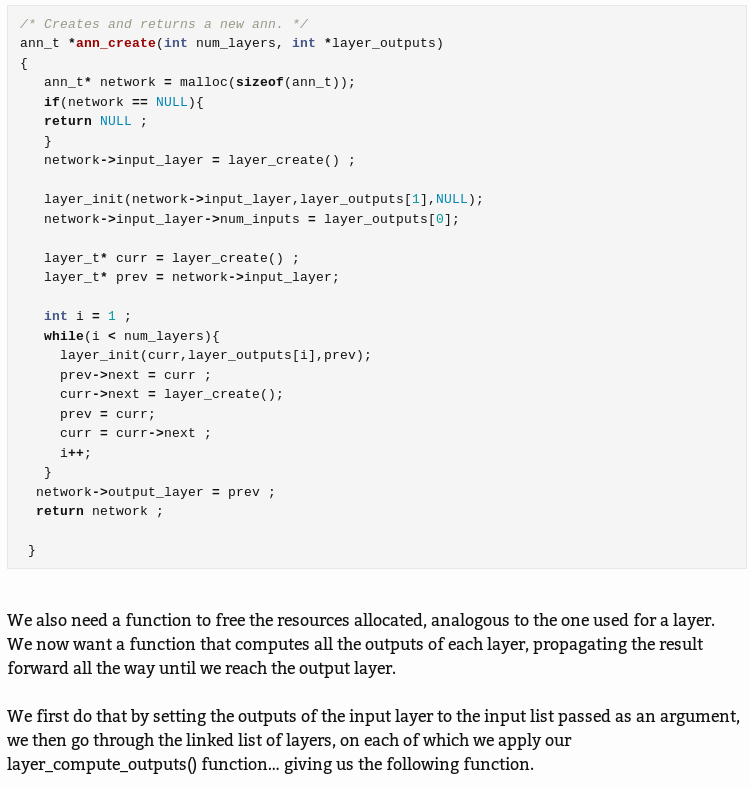 /* Creates and returns a new ann. */
ann_t *ann_create(int num_layers, int *layer_outputs)
{
   ann_t* network = malloc(sizeof(ann_t));
   if(network == NULL){
   return NULL ;
   }
   network->input_layer = layer_create() ;

   layer_init(network->input_layer,layer_outputs[1],NULL);
   network->input_layer->num_inputs = layer_outputs[0];

   layer_t* curr = layer_create() ;
   layer_t* prev = network->input_layer;

   int i = 1 ;
   while(i < num_layers){
     layer_init(curr,layer_outputs[i],prev);
     prev->next = curr ;
     curr->next = layer_create();
     prev = curr;
     curr = curr->next ;
     i++;
   }
  network->output_layer = prev ;
  return network ;

 }

We also need a function to free the resources allocated, analogous to the one used for a layer.
We now want a function that computes all the outputs of each layer, propagating the result
forward all the way until we reach the output layer.

We first do that by setting the outputs of the input layer to the input list passed as an argument,
we then go through the linked list of layers, on each of which we apply our
layer_compute_outputs() function... giving us the following function.